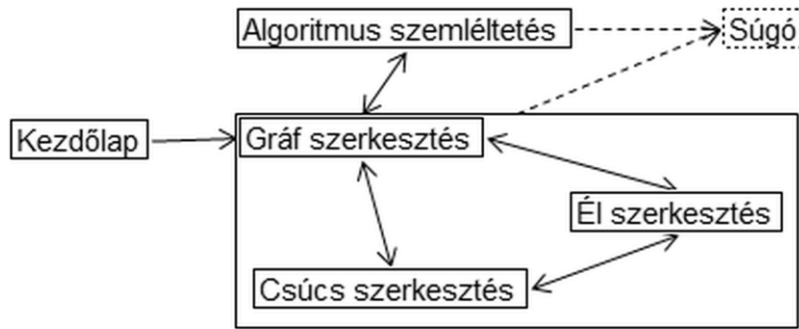 Algoritmus szemléltetés
Súgó
Kezdőlap
Gráf szerkesztés
Él szerkesztés
Csúcs szerkesztés